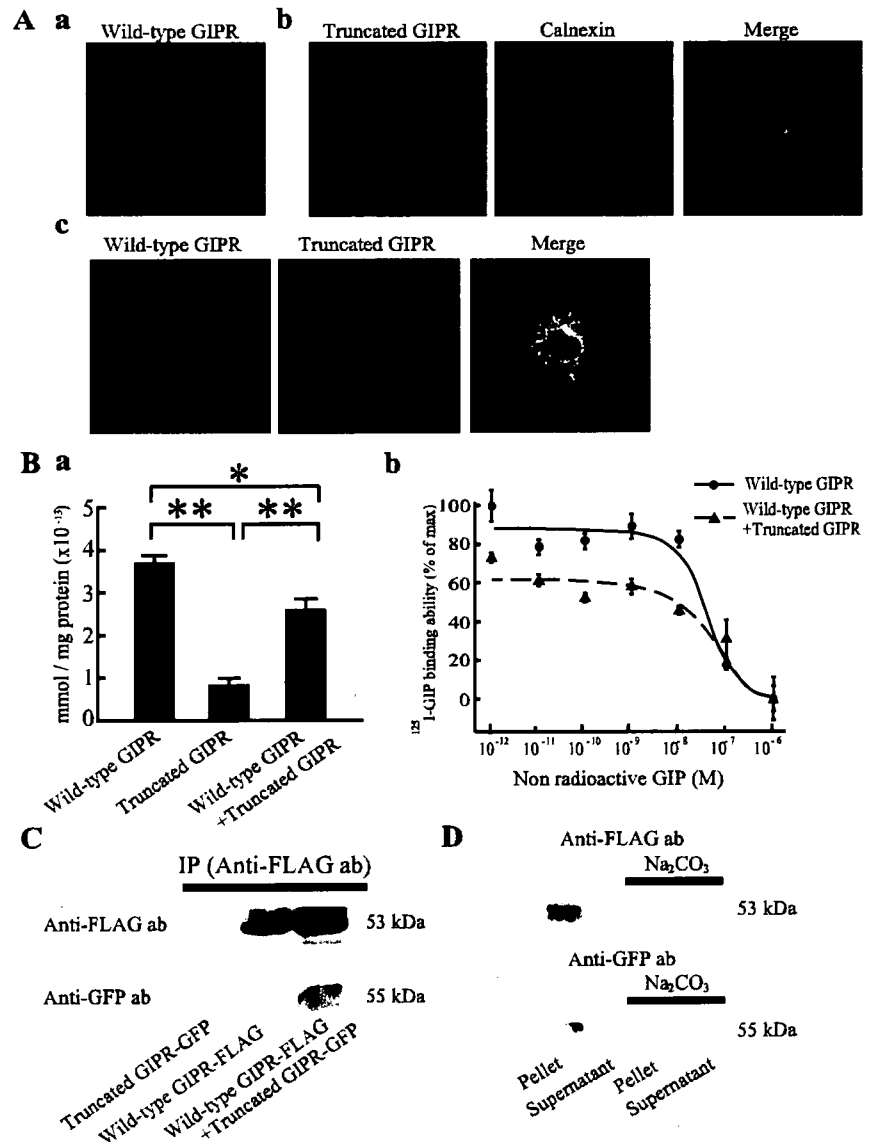 A a
b
Wild-type GIPR
Truncated GIPR
Calnexin
Merge
c
Wild-type GIPR
Truncated GIPR
Merge
B a
*
**
**
5
4
3
2
1
0
mmol / mg protein (x10⁻¹³)
Wild-type GIPR
Truncated GIPR
Wild-type GIPR
+Truncated GIPR
b
Wild-type GIPR
Wild-type GIPR
+Truncated GIPR
100
80
60
40
20
0
¹²⁵I-GIP binding ability (% of max)
10⁻¹² 10⁻¹¹ 10⁻¹⁰ 10⁻⁹ 10⁻⁸ 10⁻⁷ 10⁻⁶
Non radioactive GIP (M)
C
IP (Anti-FLAG ab)
Anti-FLAG ab
53 kDa
Anti-GFP ab
55 kDa
Truncated GIPR-GFP
Wild-type GIPR-FLAG
Wild-type GIPR-FLAG
+Truncated GIPR-GFP
D
Anti-FLAG ab
Na₂CO₃
53 kDa
Anti-GFP ab
Na₂CO₃
55 kDa
Pellet
Supernatant
Pellet
Supernatant